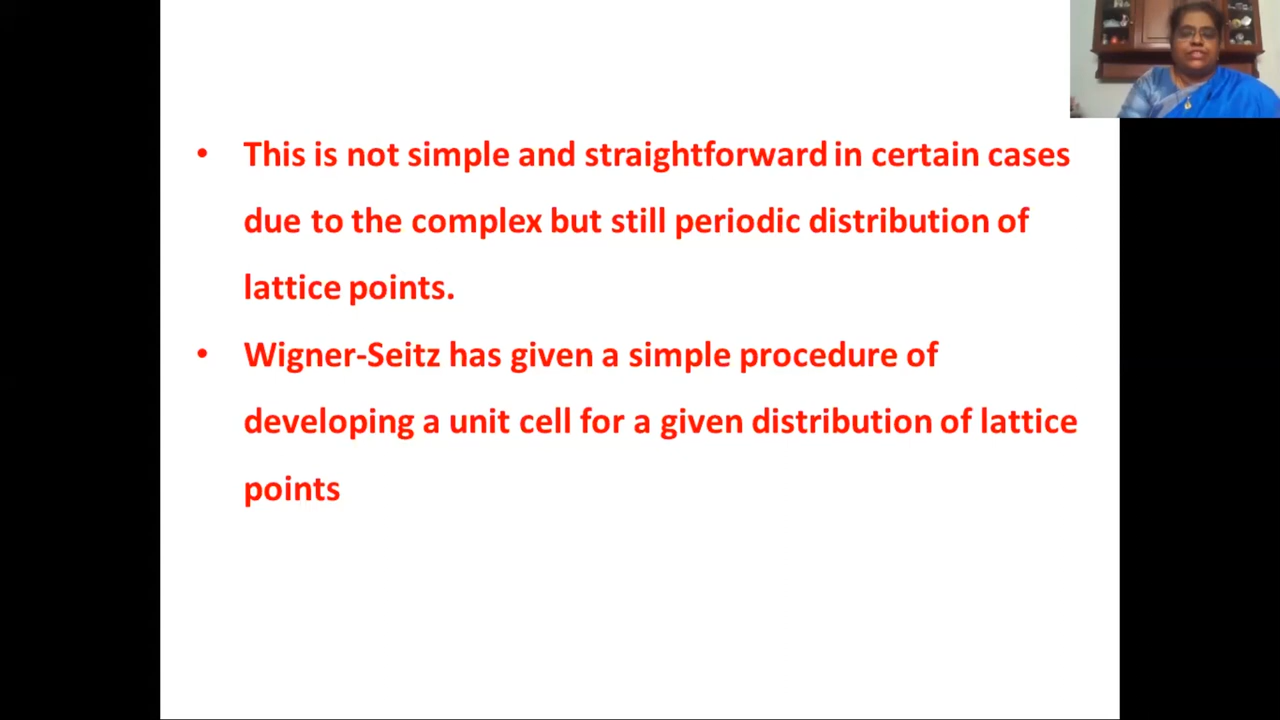 • This is not simple and straightforward in certain cases
due to the complex but still periodic distribution of
lattice points.
• Wigner-Seitz has given a simple procedure of
developing a unit cell for a given distribution of lattice
points